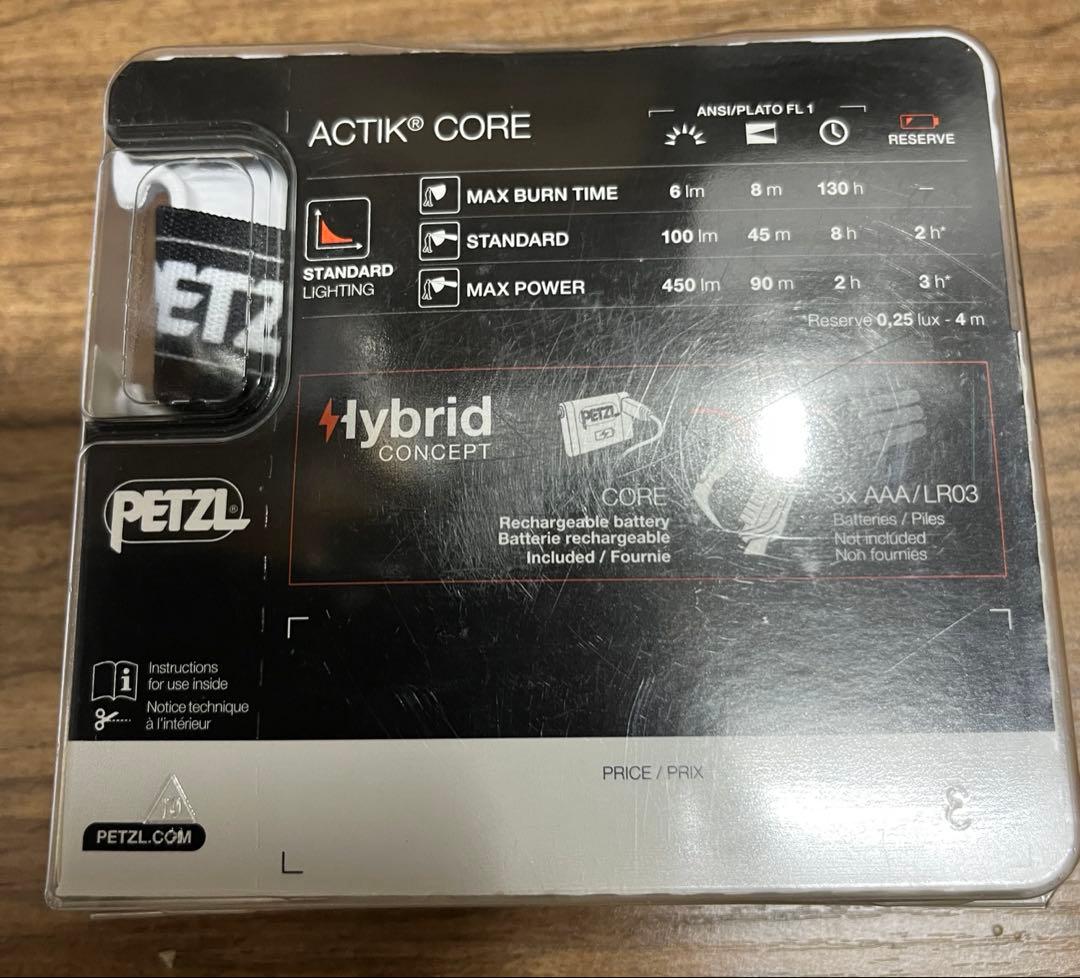 ACTIK® CORE
ANSI/PLATO FL 1
RESERVE
MAX BURN TIME 6 lm 8 m 130 h —
STANDARD 100 lm 45 m 8 h 2 h*
MAX POWER 450 lm 90 m 2 h 3 h*
STANDARD
LIGHTING
*Reserve 0,25 lux - 4 m
PETZL
Hybrid
CONCEPT
PETZL
CORE
Rechargeable battery
Batterie rechargeable
Included / Fournie
3x AAA/LR03
Batteries / Piles
Not included
Non fournies
PETZL®
Instructions
for use inside
Notice technique
à l'intérieur
PRICE / PRIX
PETZL.COM
3